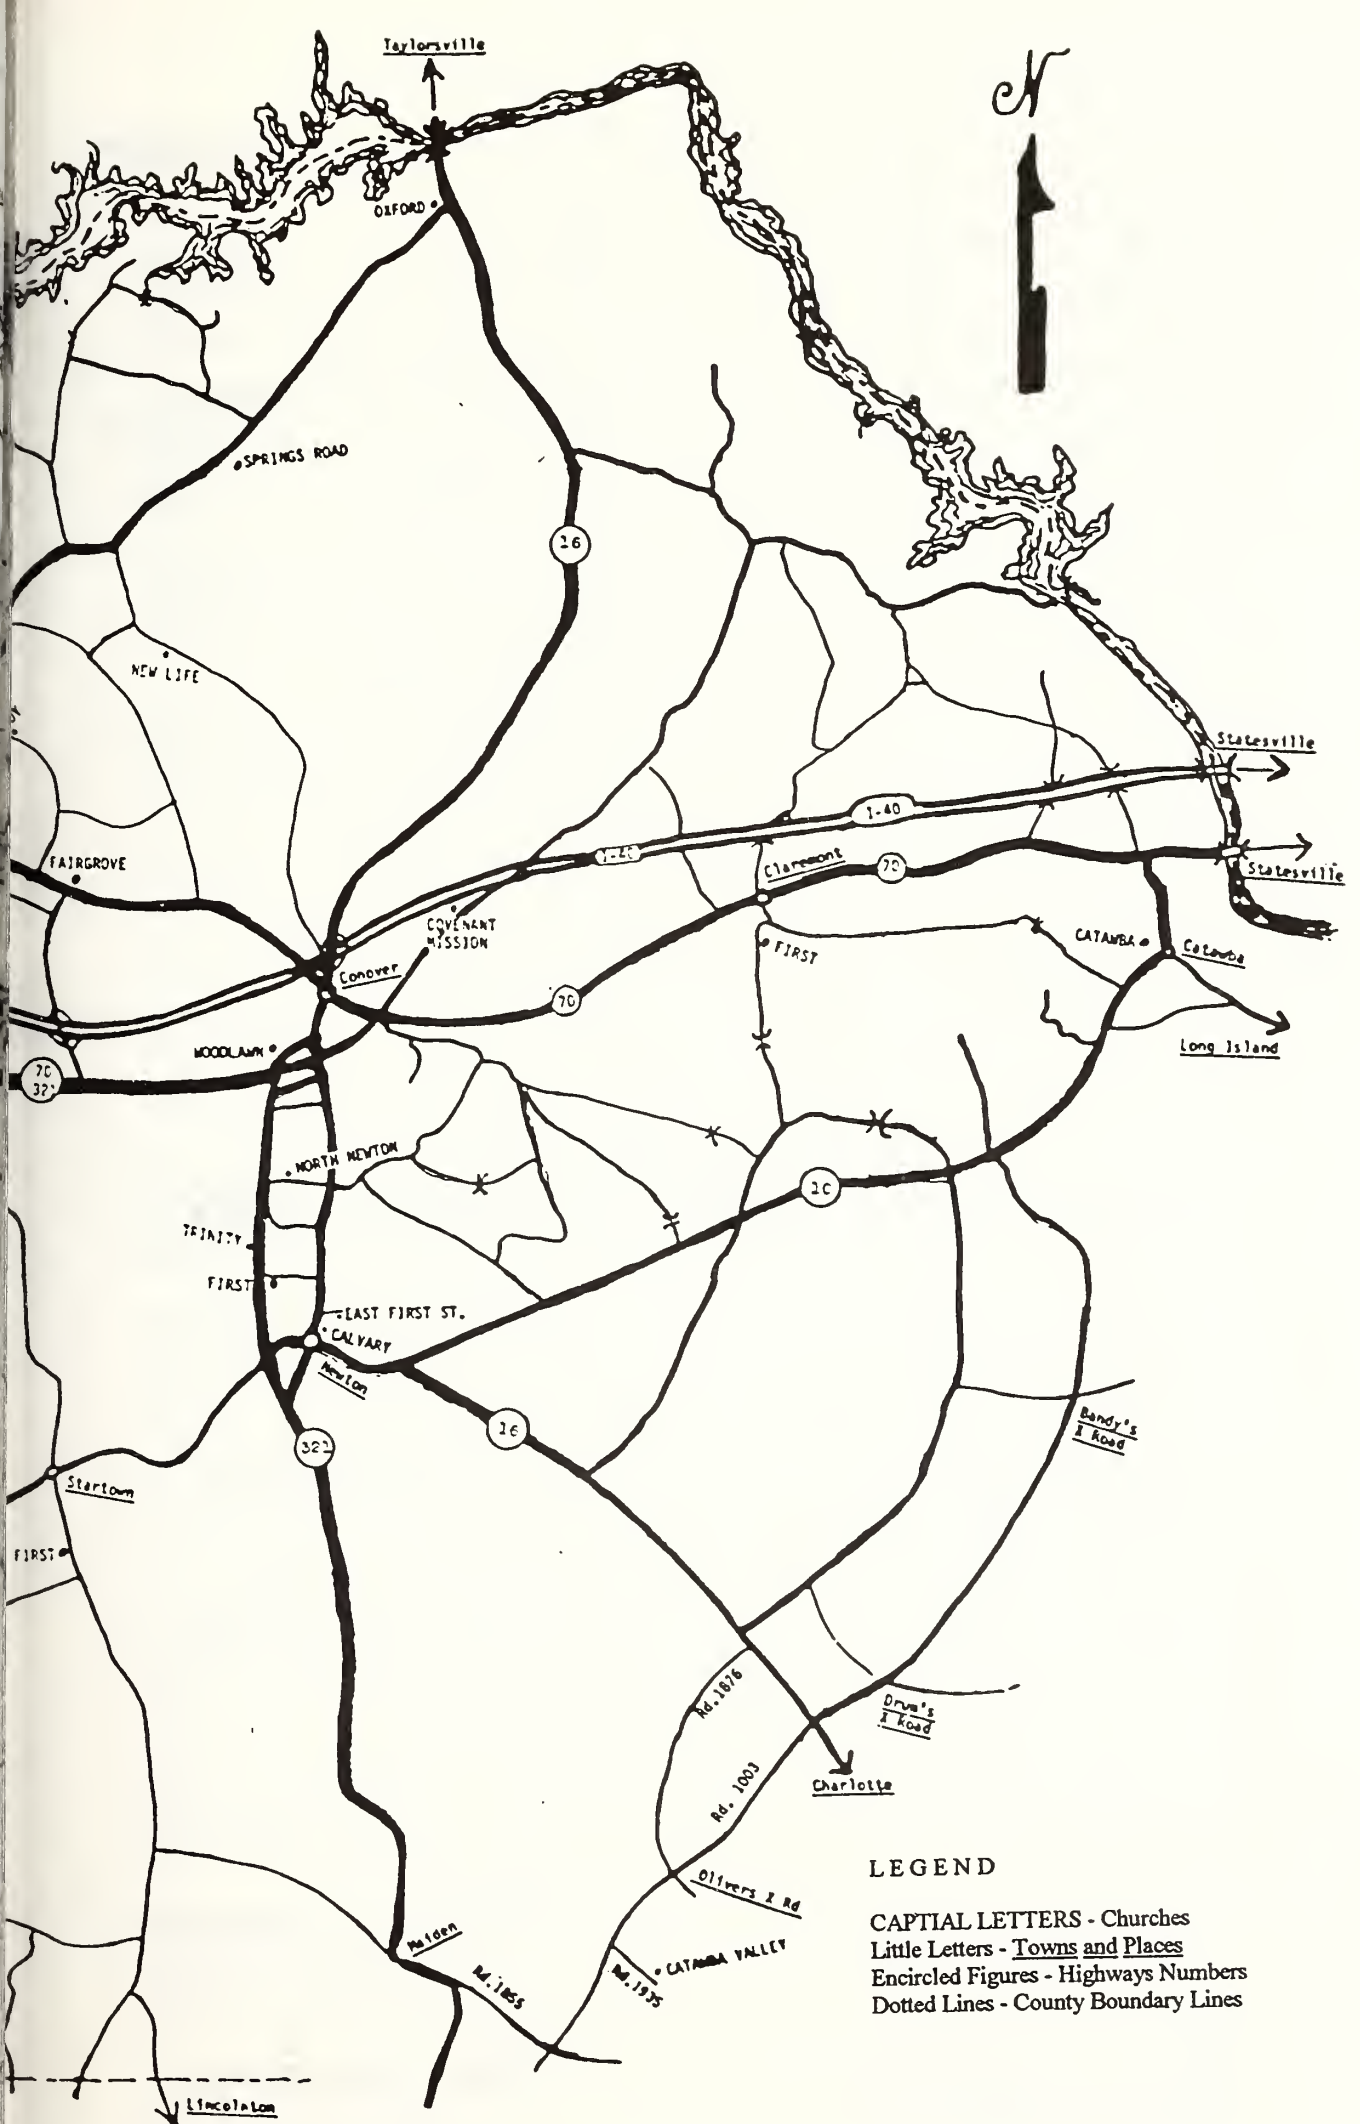 Taylorsville
N
OXFORD
SPRINGS ROAD
16
NEW LIFE
Statesville
I-40
I-40
FAIRGROVE
Claremont
70
Statesville
COVENANT
MISSION
FIRST
CATAWBA
Catawba
Conover
70
WOODLAWN
Long Island
70
321
NORTH NEWTON
10
TRINITY
FIRST
EAST FIRST ST.
CALVARY
Newton
16
Bandy's
X Road
321
Startown
FIRST
Rd.1876
Drum's
X Road
Rd. 1003
Charlotte
LEGEND
Olivers X Rd
CAPTIAL LETTERS - Churches
Little Letters - Towns and Places
Encircled Figures - Highways Numbers
Dotted Lines - County Boundary Lines
Maiden
CATAWBA VALLEY
Rd.1855
Rd.1935
Lincolnton